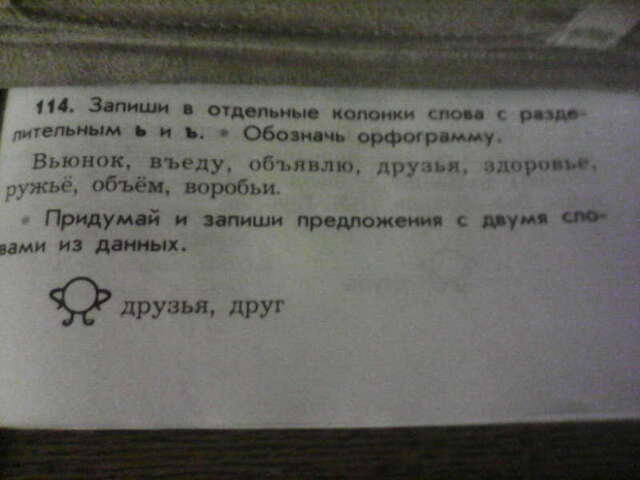 114. Запиши в отдельные колонки слова с разде-
лительным ь и ъ. • Обозначь орфограмму.
Вьюнок, въеду, объявлю, друзья, здоровье,
ружьё, объём, воробьи.
• Придумай и запиши предложения с двумя сло-
вами из данных.
друзья, друг